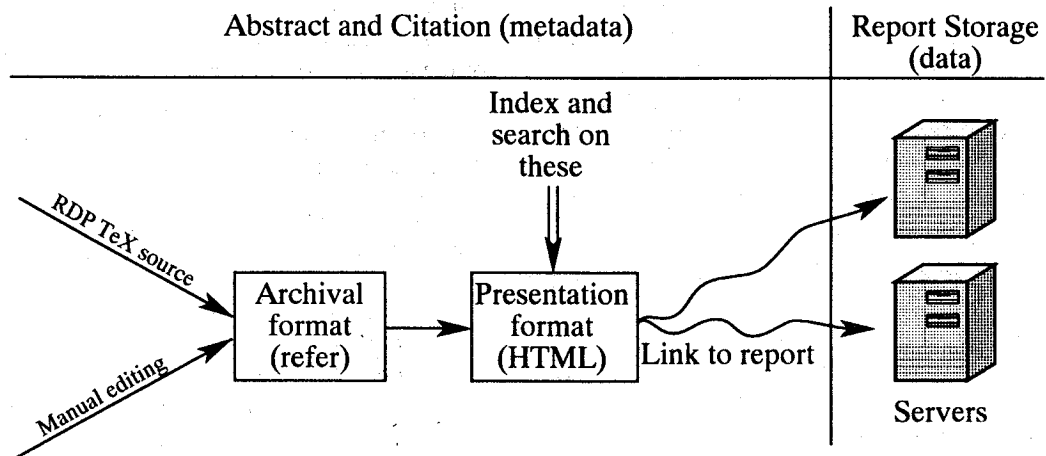 Abstract and Citation (metadata)
Report Storage
(data)
Index and
search on
these
RDP TeX source
Manual editing
Archival
format
(refer)
Presentation
format
(HTML)
Link to report
Servers